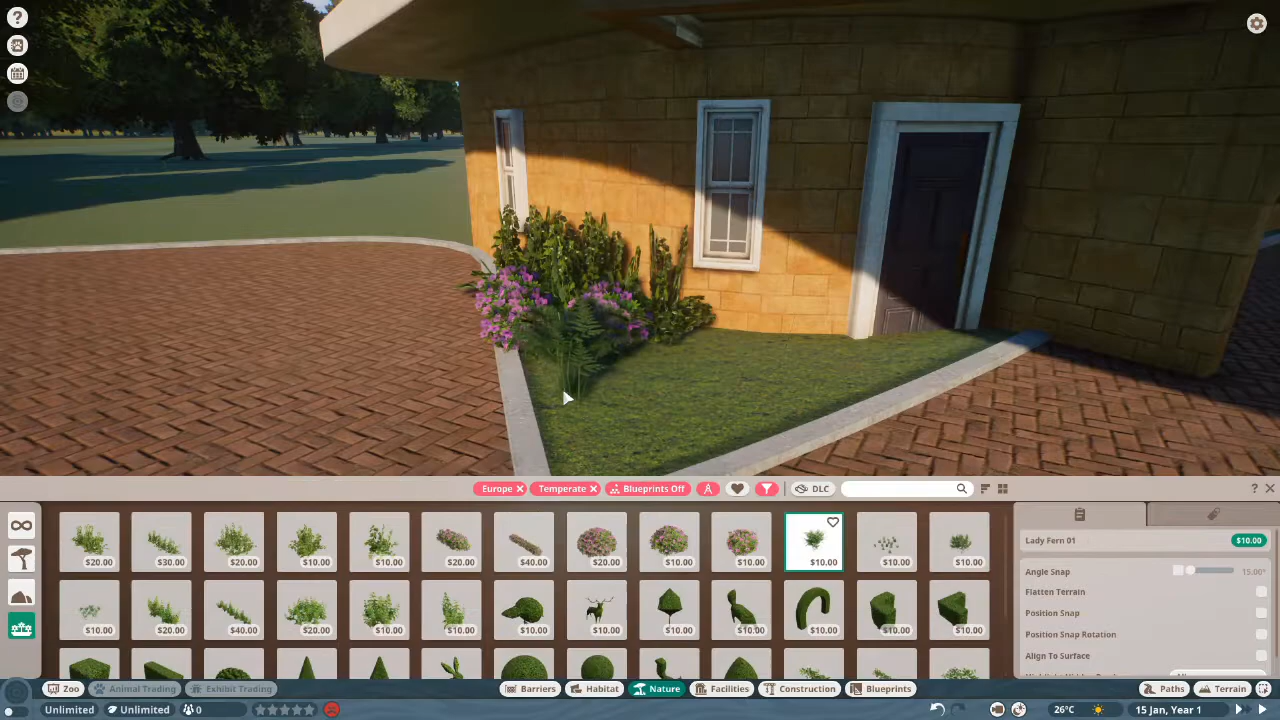 ?
Europe ✕ Temperate ✕ Blueprints Off DLC
? ✕
$20.00 $30.00 $20.00 $10.00 $10.00 $20.00 $40.00 $20.00 $10.00 $10.00 $10.00 $10.00 $10.00
$10.00 $20.00 $40.00 $20.00 $10.00 $10.00 $10.00 $10.00 $10.00 $10.00 $10.00 $10.00 $10.00
Lady Fern 01 $10.00
Angle Snap 15.00°
Flatten Terrain
Position Snap
Position Snap Rotation
Align To Surface
Zoo Animal Trading Exhibit Trading Barriers Habitat Nature Facilities Construction Blueprints Paths Terrain
Unlimited Unlimited 0 26°C 15 Jan, Year 1